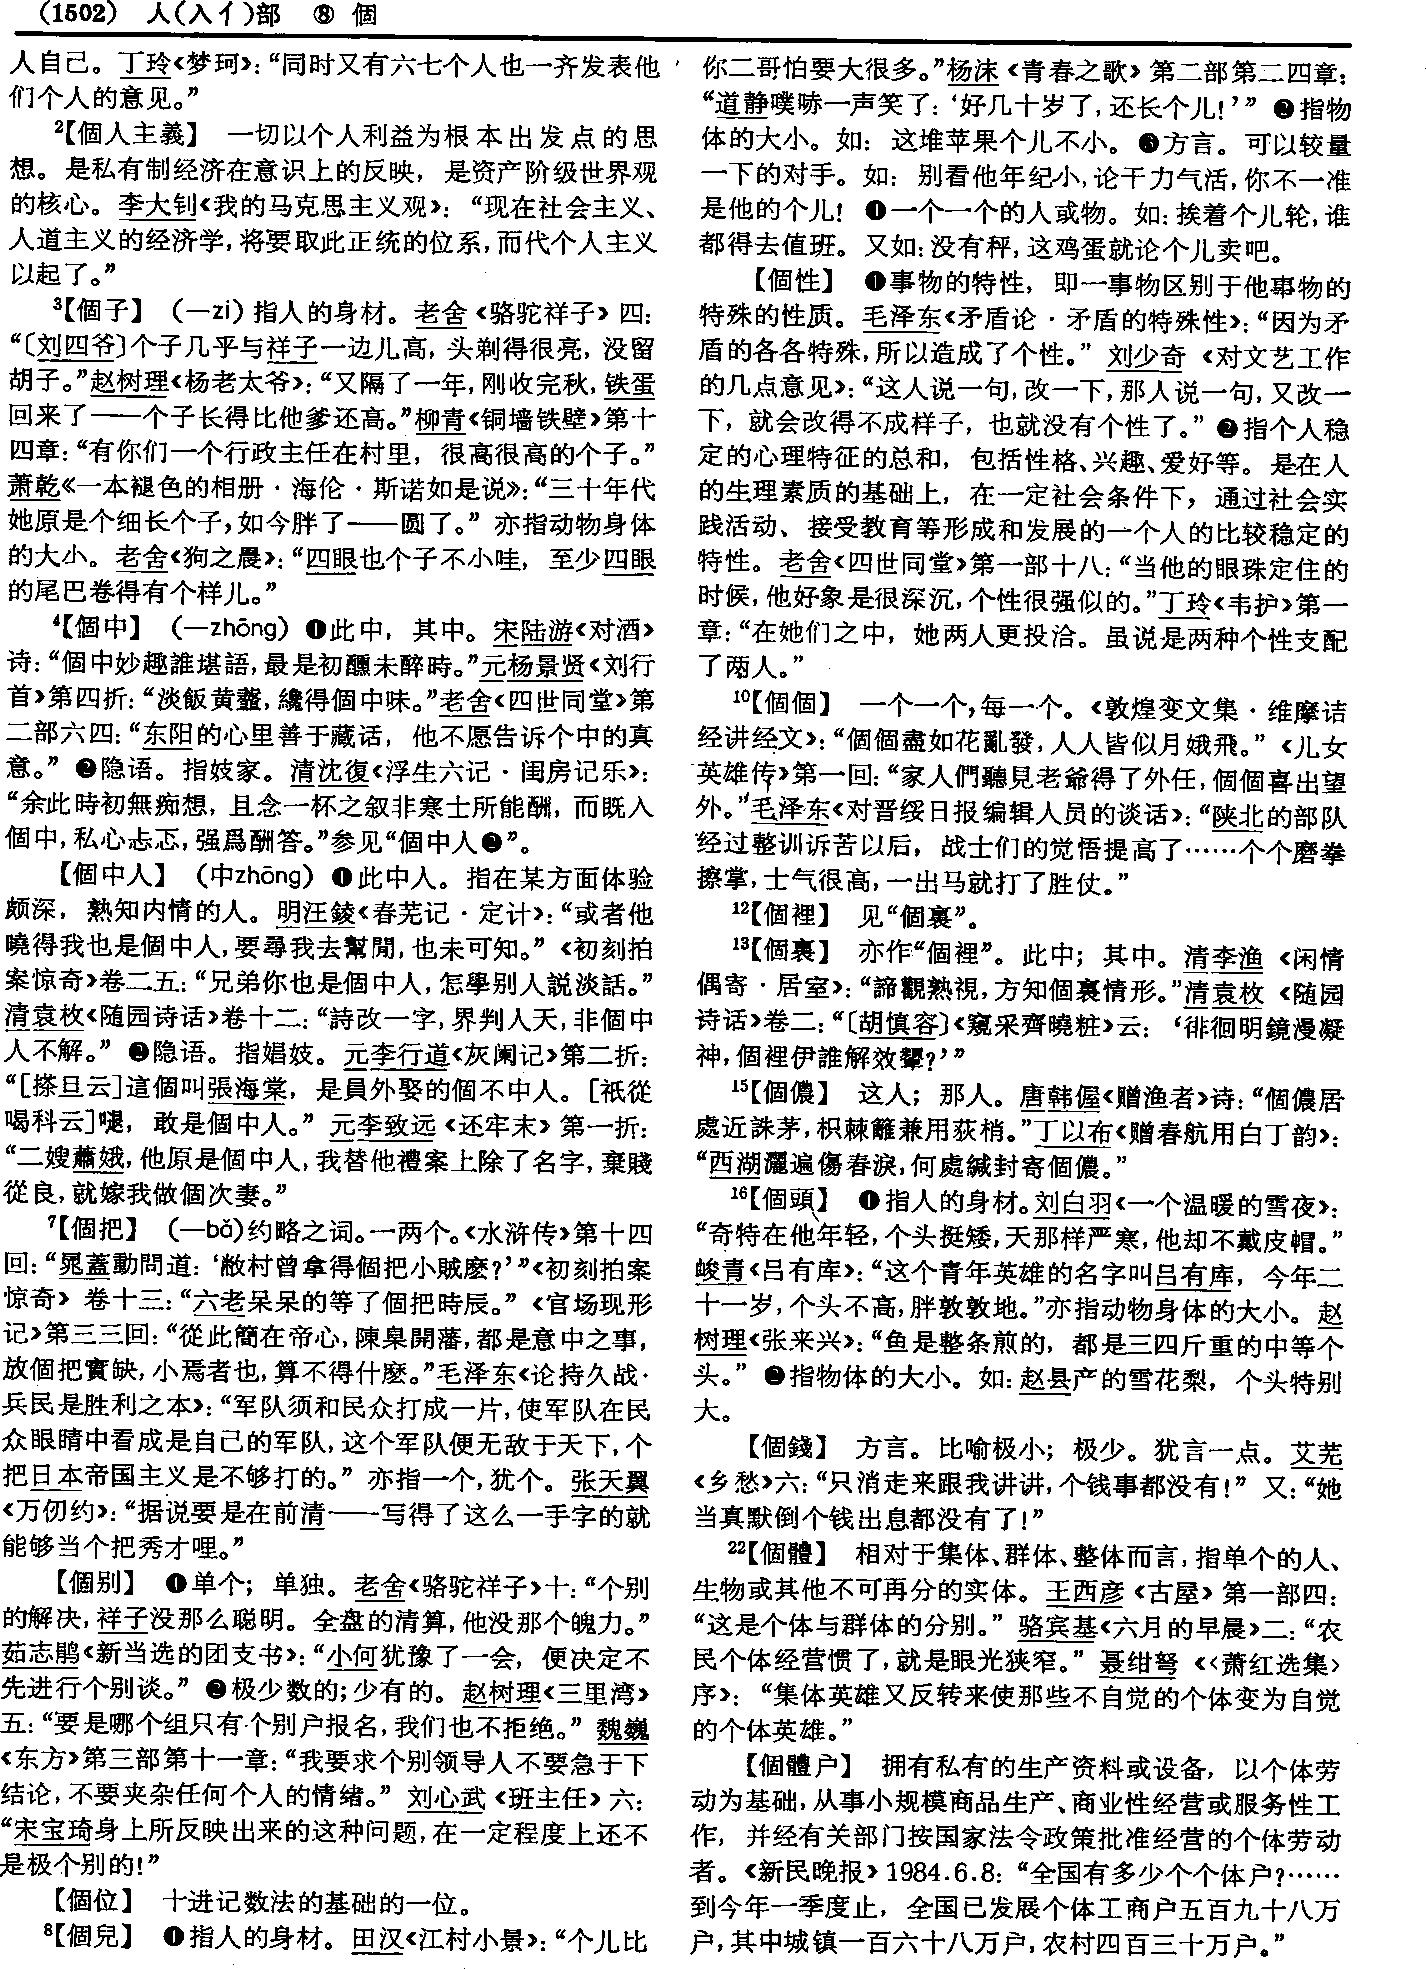 (1502) 人(入亻)部 ⑧ 個
人自己。丁玲《梦珂》：“同时又有六七个人也一齐发表他
们个人的意见。”
2【個人主義】 一切以个人利益为根本出发点的思
想。是私有制经济在意识上的反映，是资产阶级世界观
的核心。李大钊《我的马克思主义观》：“现在社会主义、
人道主义的经济学，将要取此正统的位系，而代个人主义
以起了。”
3【個子】 （—zi）指人的身材。老舍《骆驼祥子》四：
“〔刘四爷〕个子几乎与祥子一边儿高，头剃得很亮，没留
胡子。”赵树理《杨老太爷》：“又隔了一年，刚收完秋，铁蛋
回来了——个子长得比他爹还高。”柳青《铜墙铁壁》第十
四章：“有你们一个行政主任在村里，很高很高的个子。”
萧乾《一本褪色的相册·海伦·斯诺如是说》：“三十年代
她原是个细长个子，如今胖了——圆了。”亦指动物身体
的大小。老舍《狗之晨》：“四眼也个子不小哇，至少四眼
的尾巴卷得有个样儿。”
4【個中】 （—zhōng）❶此中，其中。宋陆游《对酒》
诗：“個中妙趣誰堪語，最是初醺未醉時。”元杨景贤《刘行
首》第四折：“淡飯黄虀，纔得個中味。”老舍《四世同堂》第
二部六四：“东阳的心里善于藏话，他不愿告诉个中的真
意。”❷隐语。指妓家。清沈復《浮生六记·闺房记乐》：
“余此時初無痴想，且念一杯之叙非寒士所能酬，而既入
個中，私心忐忑，强爲酬答。”参见“個中人❷”。
【個中人】 （中zhōng）❶此中人。指在某方面体验
颇深，熟知内情的人。明汪錂《春芜记·定计》：“或者他
曉得我也是個中人，要尋我去幫閒，也未可知。”《初刻拍
案惊奇》卷二五：“兄弟你也是個中人，怎學别人説淡話。”
清袁枚《随园诗话》卷十二：“詩改一字，界判人天，非個中
人不解。”❷隐语。指娼妓。元李行道《灰阑记》第二折：
“[搽旦云]這個叫張海棠，是員外娶的個不中人。[祇從
喝科云]唗，敢是個中人。”元李致远《还牢末》第一折：
“二嫂蕭娥，他原是個中人，我替他禮案上除了名字，棄賤
從良，就嫁我做個次妻。”
7【個把】 （—bǎ）约略之词。一两个。《水浒传》第十四
回：“晁蓋動問道：‘敝村曾拿得個把小賊麽？’”《初刻拍案
惊奇》卷十三：“六老呆呆的等了個把時辰。”《官场现形
记》第三三回：“從此簡在帝心，陳臬開藩，都是意中之事，
放個把實缺，小焉者也，算不得什麽。”毛泽东《论持久战·
兵民是胜利之本》：“军队须和民众打成一片，使军队在民
众眼睛中看成是自己的军队，这个军队便无敌于天下，个
把日本帝国主义是不够打的。”亦指一个，犹个。张天翼
《万仞约》：“据说要是在前清——写得了这么一手字的就
能够当个把秀才哩。”
【個别】 ❶单个；单独。老舍《骆驼祥子》十：“个别
的解决，祥子没那么聪明。全盘的清算，他没那个魄力。”
茹志鹃《新当选的团支书》：“小何犹豫了一会，便决定不
先进行个别谈。”❷极少数的；少有的。赵树理《三里湾》
五：“要是哪个组只有个别户报名，我们也不拒绝。”魏巍
《东方》第三部第十一章：“我要求个别领导人不要急于下
结论，不要夹杂任何个人的情绪。”刘心武《班主任》六：
“宋宝琦身上所反映出来的这种问题，在一定程度上还不
是极个别的！”
【個位】 十进记数法的基础的一位。
8【個兒】 ❶指人的身材。田汉《江村小景》：“个儿比
你二哥怕要大很多。”杨沫《青春之歌》第二部第二四章：
“道静噗哧一声笑了：‘好几十岁了，还长个儿！’”❷指物
体的大小。如：这堆苹果个儿不小。❸方言。可以较量
一下的对手。如：别看他年纪小，论干力气活，你不一准
是他的个儿！❶一个一个的人或物。如：挨着个儿轮，谁
都得去值班。又如：没有秤，这鸡蛋就论个儿卖吧。
【個性】 ❶事物的特性，即一事物区别于他事物的
特殊的性质。毛泽东《矛盾论·矛盾的特殊性》：“因为矛
盾的各各特殊，所以造成了个性。”刘少奇《对文艺工作
的几点意见》：“这人说一句，改一下，那人说一句，又改一
下，就会改得不成样子，也就没有个性了。”❷指个人稳
定的心理特征的总和，包括性格、兴趣、爱好等。是在人
的生理素质的基础上，在一定社会条件下，通过社会实
践活动、接受教育等形成和发展的一个人的比较稳定的
特性。老舍《四世同堂》第一部十八：“当他的眼珠定住的
时候，他好象是很深沉，个性很强似的。”丁玲《韦护》第一
章：“在她们之中，她两人更投洽。虽说是两种个性支配
了两人。”
10【個個】 一个一个，每一个。《敦煌变文集·维摩诘
经讲经文》：“個個盡如花亂發，人人皆似月娥飛。”《儿女
英雄传》第一回：“家人們聽見老爺得了外任，個個喜出望
外。”毛泽东《对晋绥日报编辑人员的谈话》：“陕北的部队
经过整训诉苦以后，战士们的觉悟提高了……个个磨拳
擦掌，士气很高，一出马就打了胜仗。”
12【個裡】 见“個裏”。
13【個裏】 亦作“個裡”。此中；其中。清李渔《闲情
偶寄·居室》：“諦觀熟視，方知個裏情形。”清袁枚《随园
诗话》卷二：“〔胡慎容〕《窺采齊曉粧》云：‘徘徊明鏡漫凝
神，個裡伊誰解效顰？’”
15【個儂】 这人；那人。唐韩偓《赠渔者》诗：“個儂居
處近誅茅，枳棘籬兼用荻梢。”丁以布《赠春航用白丁韵》：
“西湖灑遍傷春淚，何處緘封寄個儂。”
16【個頭】 ❶指人的身材。刘白羽《一个温暖的雪夜》：
“奇特在他年轻，个头挺矮，天那样严寒，他却不戴皮帽。”
峻青《吕有库》：“这个青年英雄的名字叫吕有库，今年二
十一岁，个头不高，胖敦敦地。”亦指动物身体的大小。赵
树理《张来兴》：“鱼是整条煎的，都是三四斤重的中等个
头。”❷指物体的大小。如：赵县产的雪花梨，个头特别
大。
【個錢】 方言。比喻极小；极少。犹言一点。艾芜
《乡愁》六：“只消走来跟我讲讲，个钱事都没有！”又：“她
当真默倒个钱出息都没有了！”
22【個體】 相对于集体、群体、整体而言，指单个的人、
生物或其他不可再分的实体。王西彦《古屋》第一部四：
“这是个体与群体的分别。”骆宾基《六月的早晨》二：“农
民个体经营惯了，就是眼光狭窄。”聂绀弩《〈萧红选集〉
序》：“集体英雄又反转来使那些不自觉的个体变为自觉
的个体英雄。”
【個體户】 拥有私有的生产资料或设备，以个体劳
动为基础，从事小规模商品生产、商业性经营或服务性工
作，并经有关部门按国家法令政策批准经营的个体劳动
者。《新民晚报》1984.6.8：“全国有多少个个体户？……
到今年一季度止，全国已发展个体工商户五百九十八万
户，其中城镇一百六十八万户，农村四百三十万户。”